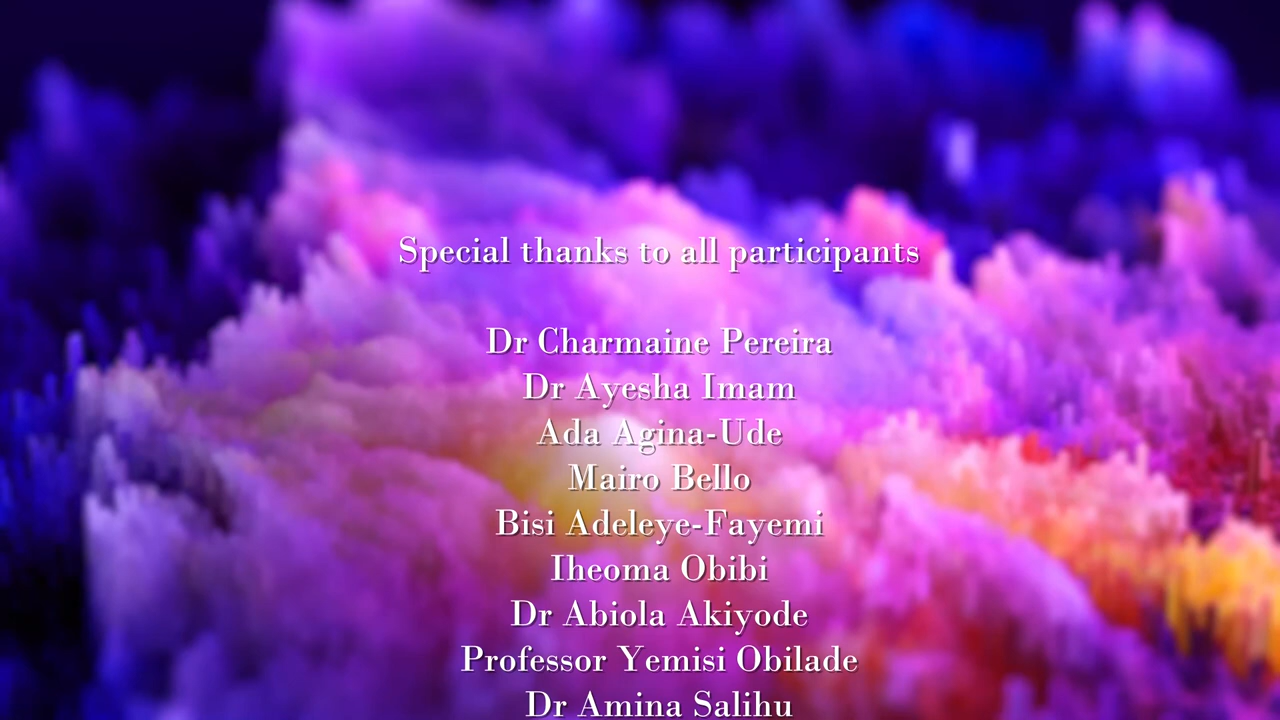 Special thanks to all participants
Dr Charmaine Pereira
Dr Ayesha Imam
Ada Agina-Ude
Mairo Bello
Bisi Adeleye-Fayemi
Iheoma Obibi
Dr Abiola Akiyode
Professor Yemisi Obilade
Dr Amina Salihu